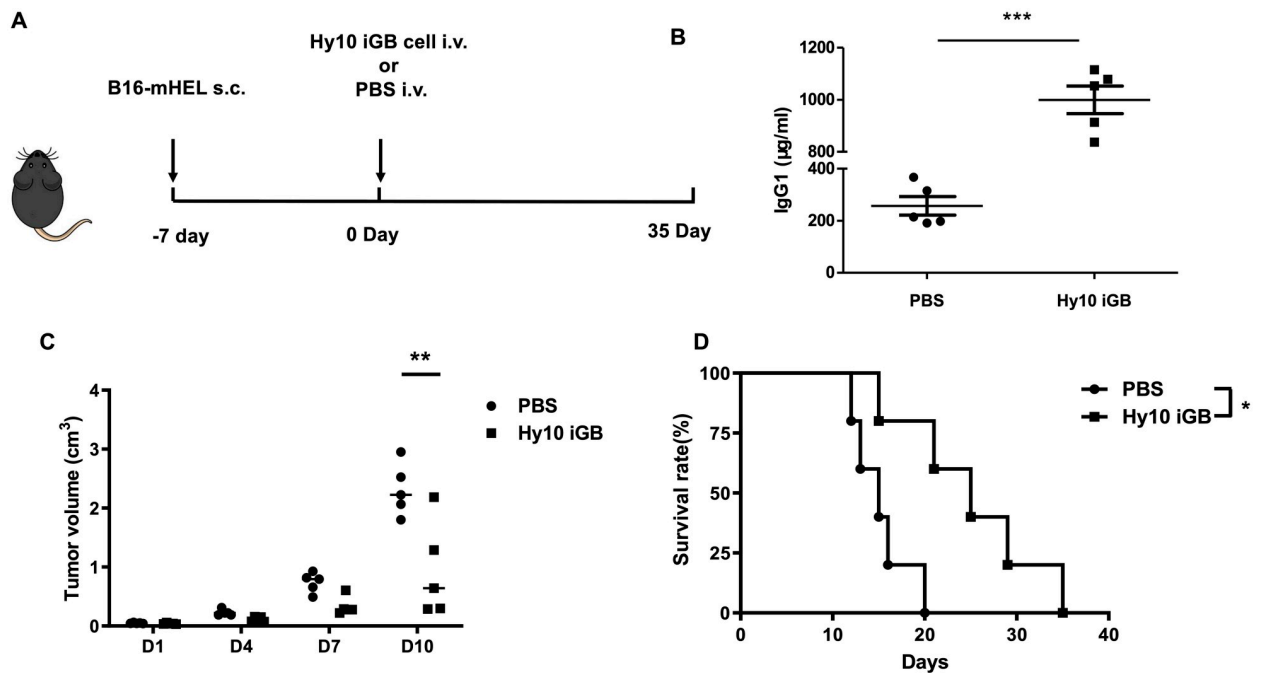 A
Hy10 iGB cell i.v.
or
PBS i.v.
B16-mHEL s.c.
-7 day
0 Day
35 Day
B
***
IgG1 (µg/ml)
1200
1000
800
400
200
0
PBS
Hy10 iGB
C
**
Tumor volume (cm3)
4
3
2
1
0
D1
D4
D7
D10
PBS
Hy10 iGB
D
Survival rate(%)
100
75
50
25
0
0
10
20
30
40
Days
PBS
Hy10 iGB
*